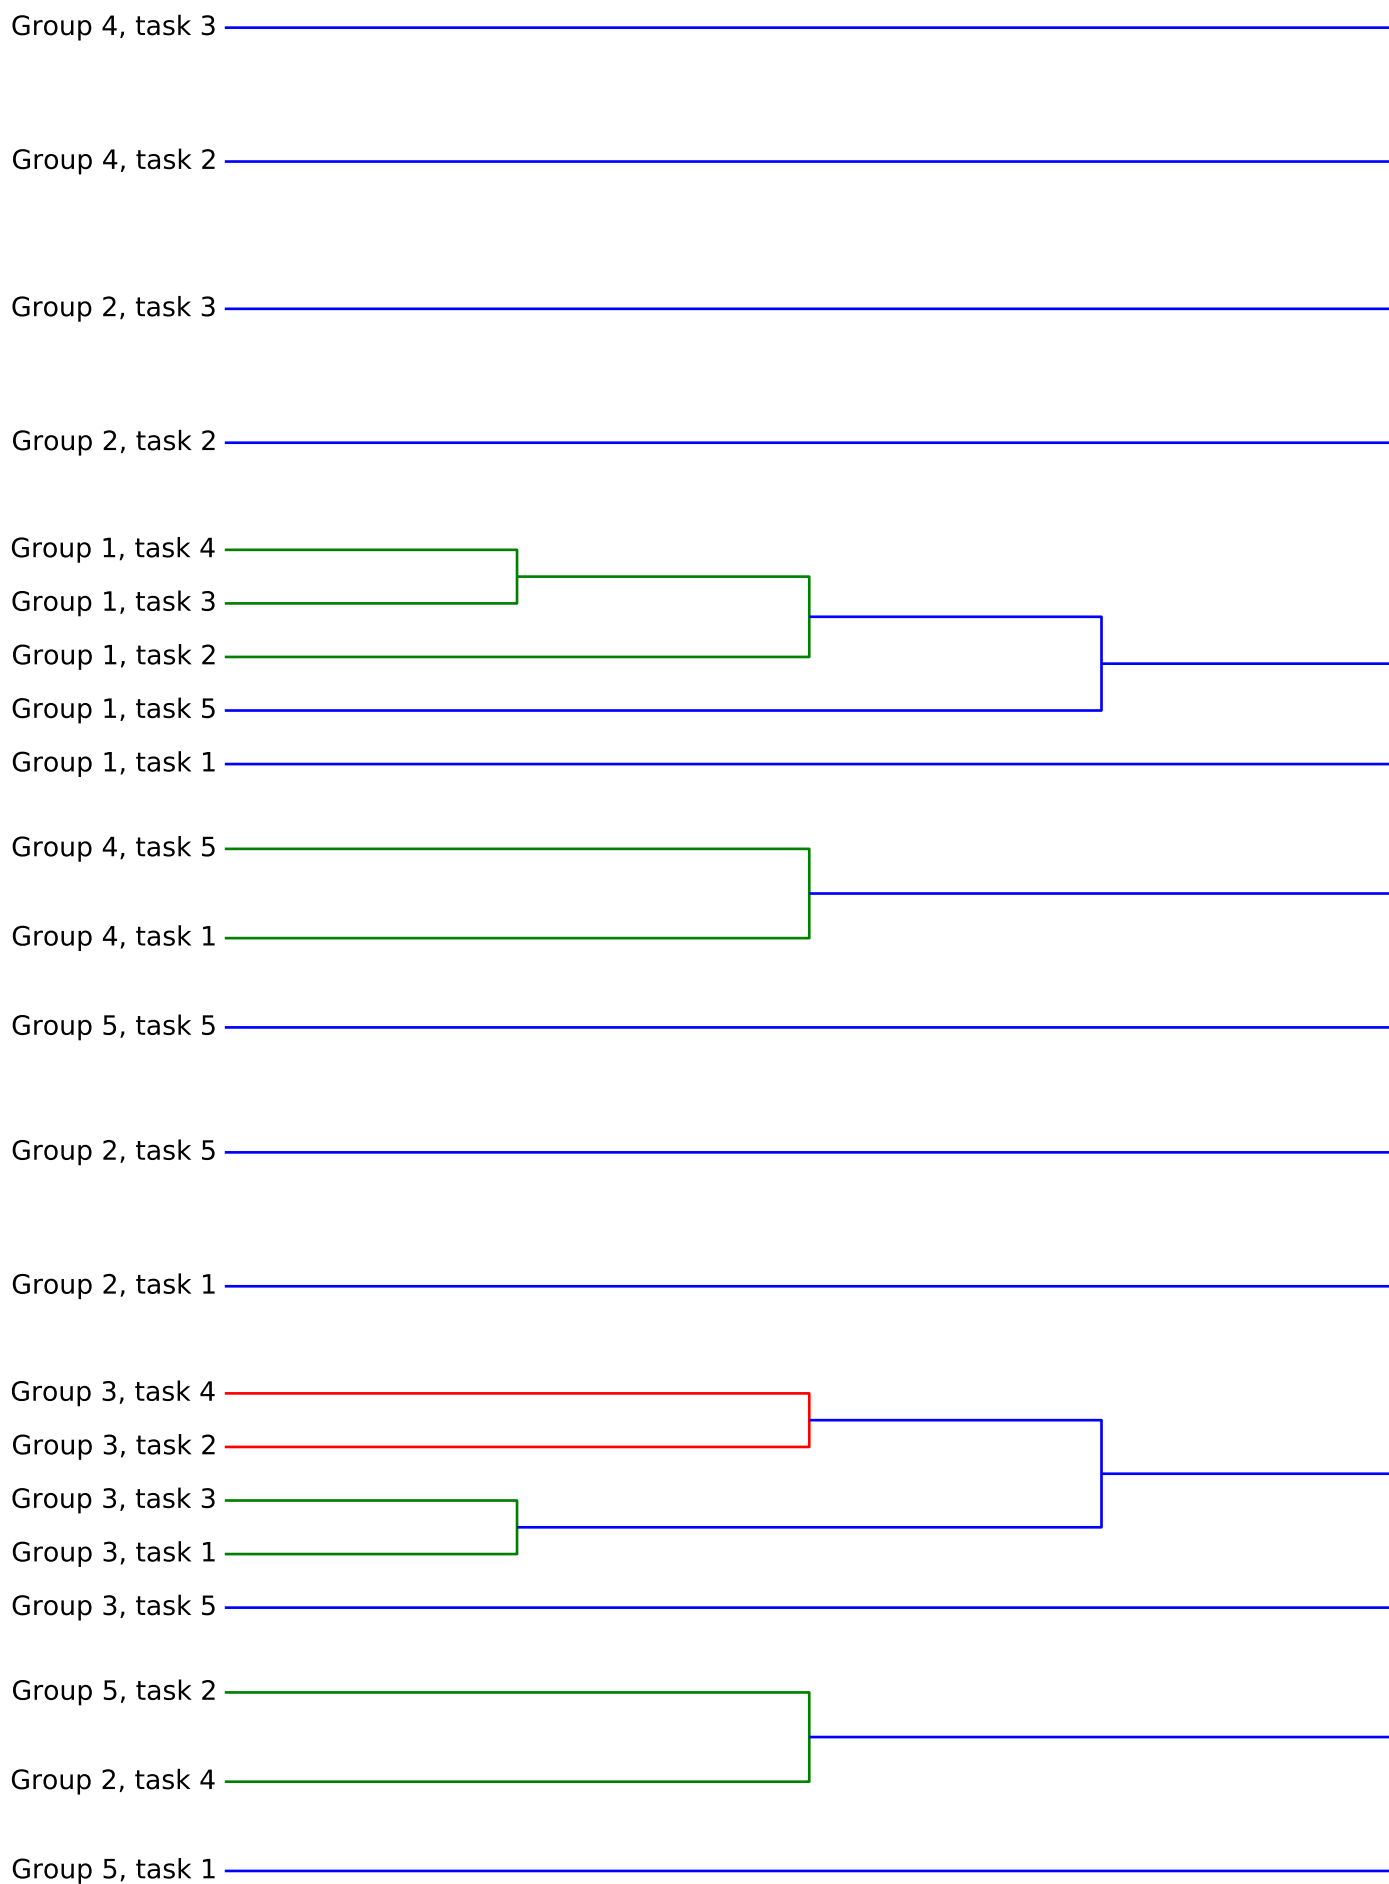 Group 4, task 3
Group 4, task 2
Group 2, task 3
Group 2, task 2
Group 1, task 4
Group 1, task 3
Group 1, task 2
Group 1, task 5
Group 1, task 1
Group 4, task 5
Group 4, task 1
Group 5, task 5
Group 2, task 5
Group 2, task 1
Group 3, task 4
Group 3, task 2
Group 3, task 3
Group 3, task 1
Group 3, task 5
Group 5, task 2
Group 2, task 4
Group 5, task 1